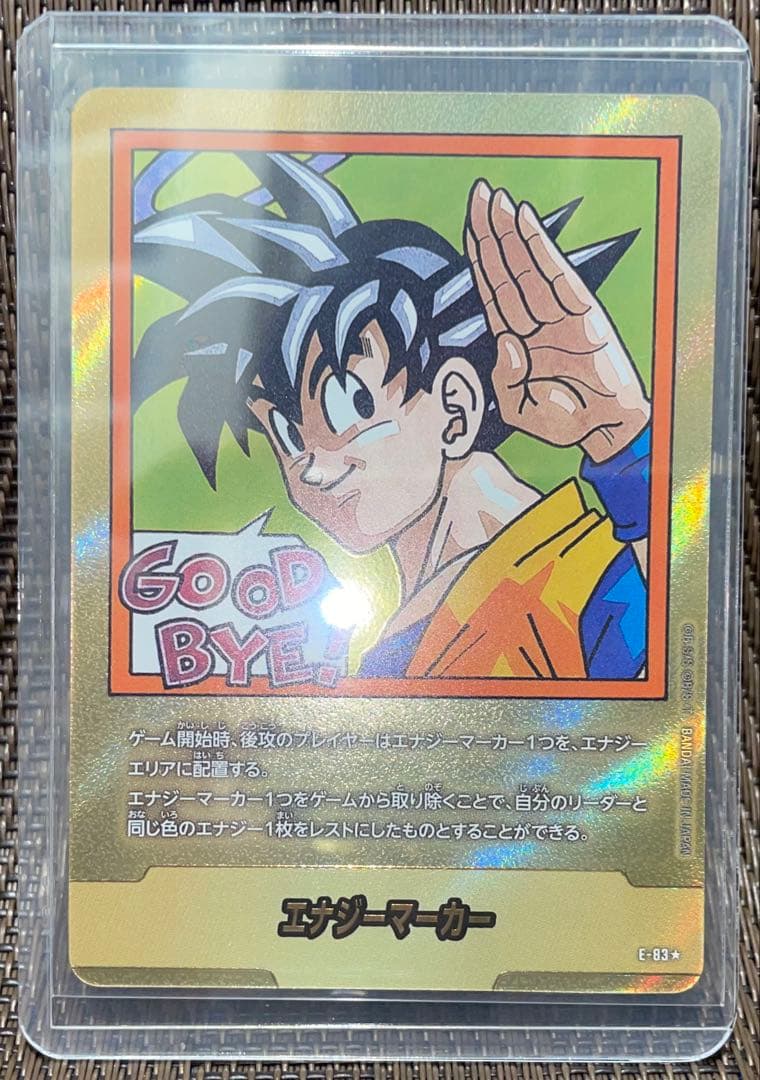 GOOD
BYE!
ゲーム開始時、後攻のプレイヤーはエナジーマーカー1つを、エナジー
エリアに配置する。
エナジーマーカー1つをゲームから取り除くことで、自分のリーダーと
同じ色のエナジー1枚をレストにしたものとすることができる。
エナジーマーカー
E-83★
BANDAI MADE IN JAPAN